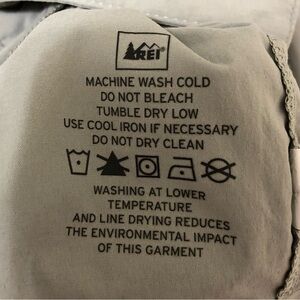 REI
MACHINE WASH COLD
DO NOT BLEACH
TUMBLE DRY LOW
USE COOL IRON IF NECESSARY
DO NOT DRY CLEAN
WASHING AT LOWER
TEMPERATURE
AND LINE DRYING REDUCES
THE ENVIRONMENTAL IMPACT
OF THIS GARMENT